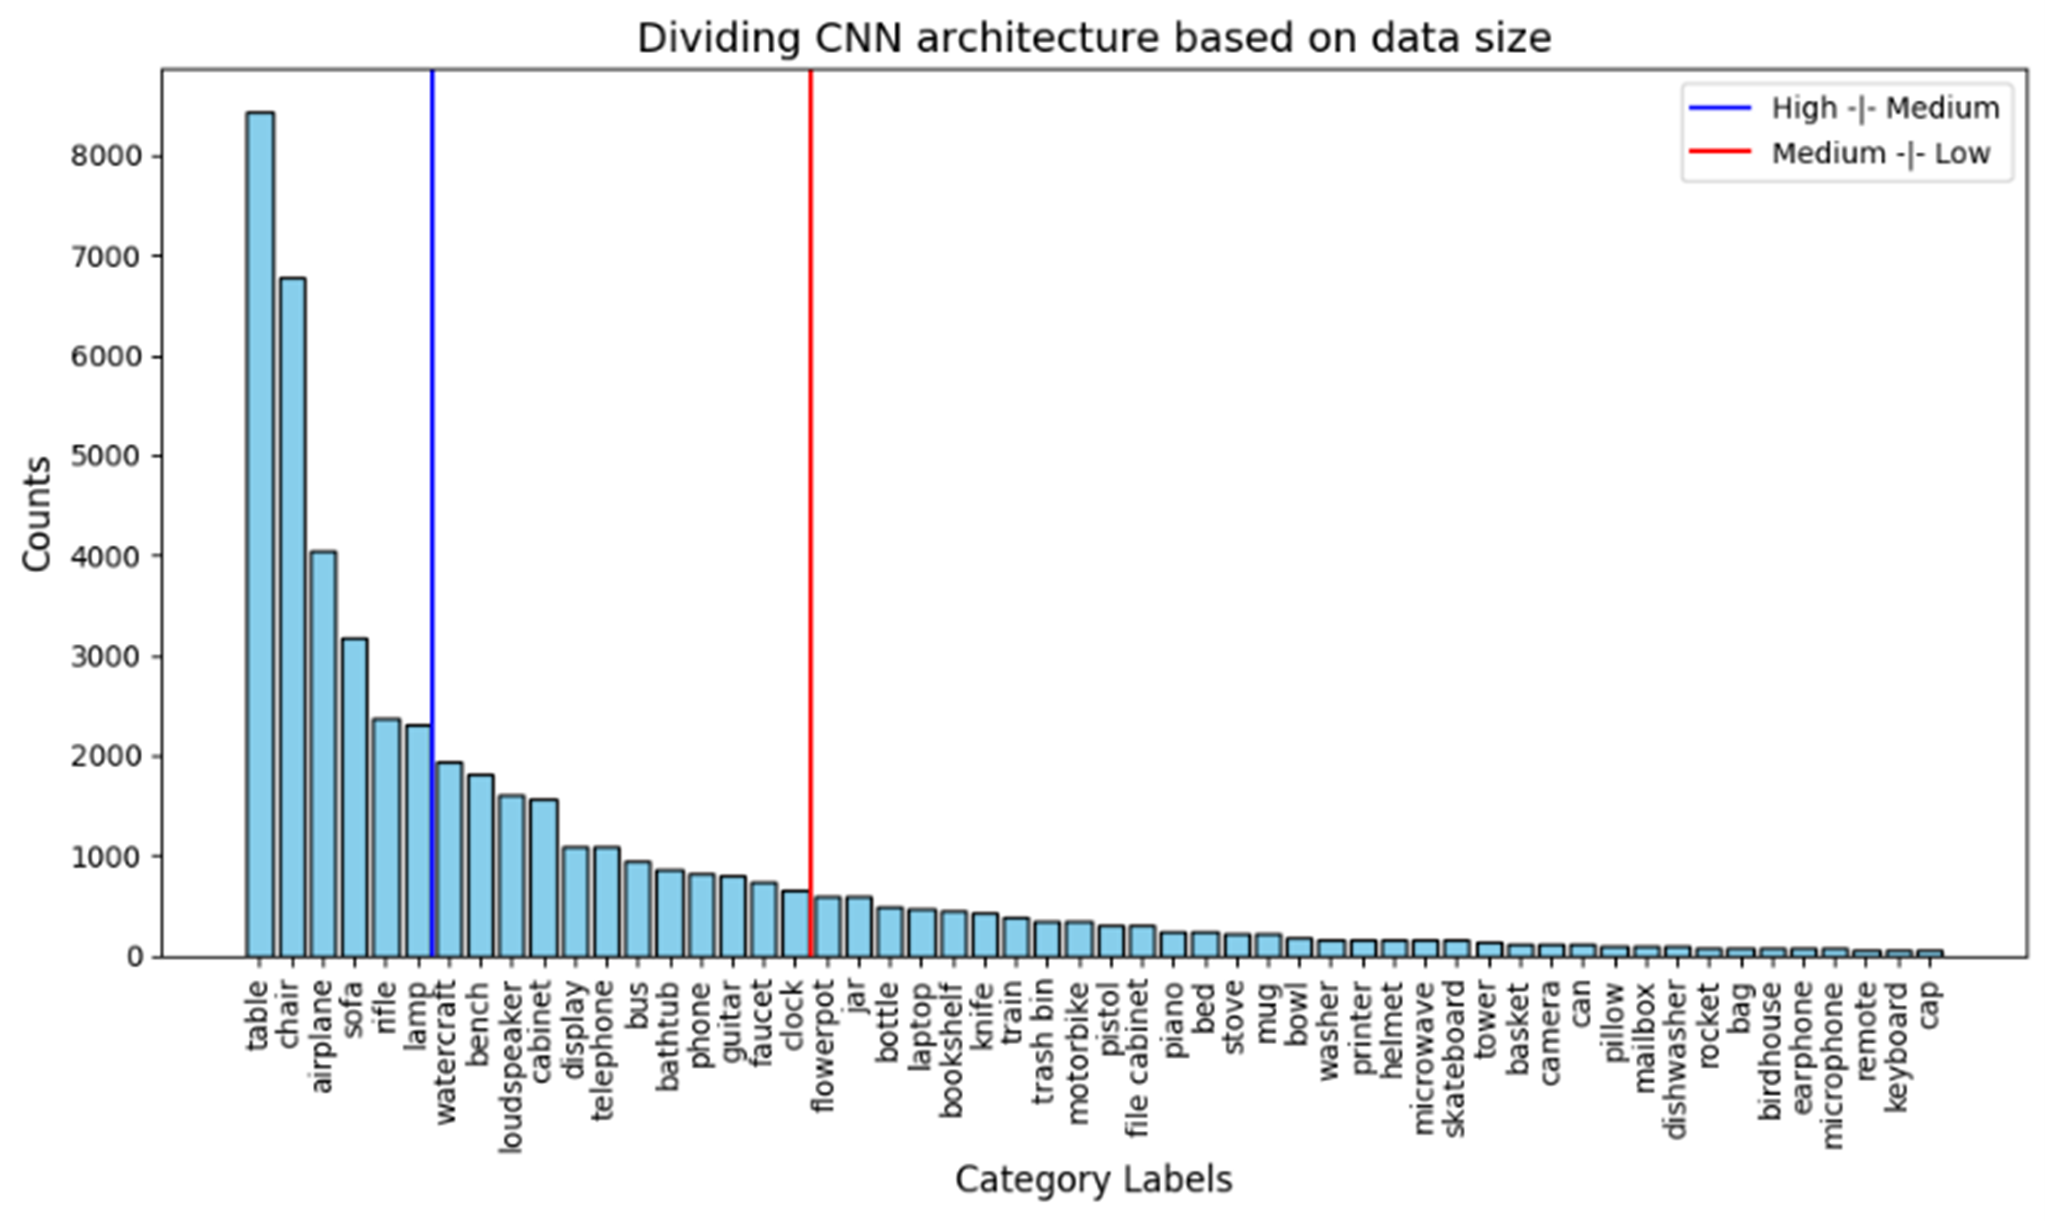 Dividing CNN architecture based on data size
High -|- Medium
Medium -|- Low
8000
7000
6000
5000
4000
3000
2000
1000
0
Counts
table
chair
airplane
sofa
rifle
lamp
watercraft
bench
loudspeaker
cabinet
display
telephone
bus
bathtub
phone
guitar
faucet
clock
flowerpot
jar
bottle
laptop
bookshelf
knife
train
trash bin
motorbike
pistol
file cabinet
piano
bed
stove
mug
bowl
washer
printer
helmet
microwave
skateboard
tower
basket
camera
can
pillow
mailbox
dishwasher
rocket
bag
birdhouse
earphone
microphone
remote
keyboard
cap
Category Labels